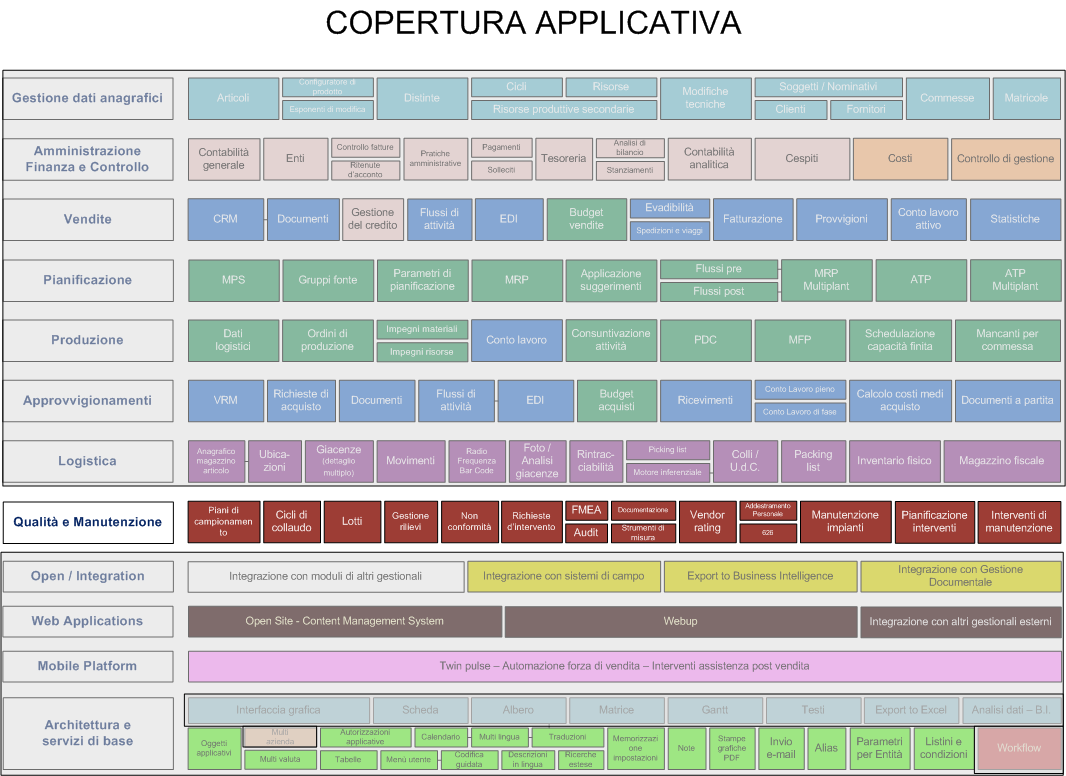 COPERTURA APPLICATIVA
Gestione dati anagrafici
Articoli
Configuratore di
prodotto
Esponenti di modifica
Distinte
Cicli
Risorse
Risorse produttive secondarie
Modifiche
tecniche
Soggetti / Nominativi
Clienti
Fornitori
Commesse
Matricole
Amministrazione
Finanza e Controllo
Contabilità
generale
Enti
Controllo fatture
Ritenute
d'acconto
Pratiche
amministrative
Pagamenti
Solleciti
Tesoreria
Analisi di
bilancio
Stanziamenti
Contabilità
analitica
Cespiti
Costi
Controllo di gestione
Vendite
CRM
Documenti
Gestione
del credito
Flussi di
attività
EDI
Budget
vendite
Evadibilità
Spedizioni e viaggi
Fatturazione
Provvigioni
Conto lavoro
attivo
Statistiche
Pianificazione
MPS
Gruppi fonte
Parametri di
pianificazione
MRP
Applicazione
suggerimenti
Flussi pre
Flussi post
MRP
Multiplant
ATP
ATP
Multiplant
Produzione
Dati
logistici
Ordini di
produzione
Impegni materiali
Impegni risorse
Conto lavoro
Consuntivazione
attività
PDC
MFP
Schedulazione
capacità finita
Mancanti per
commessa
Approvvigionamenti
VRM
Richieste di
acquisto
Documenti
Flussi di
attività
EDI
Budget
acquisti
Ricevimenti
Conto Lavoro pieno
Conto Lavoro di fase
Calcolo costi medi
acquisto
Documenti a partita
Logistica
Anagrafico
magazzino
articolo
Ubica-
zioni
Giacenze
(dettaglio
multiplo)
Movimenti
Radio
Frequenza
Bar Code
Foto /
Analisi
giacenze
Rintrac-
ciabilità
Picking list
Motore inferenziale
Colli /
U.d.C.
Packing
list
Inventario fisico
Magazzino fiscale
Qualità e Manutenzione
Piani di
campionamen
to
Cicli di
collaudo
Lotti
Gestione
rilievi
Non
conformità
Richieste
d'intervento
FMEA
Audit
Documentazione
Strumenti di
misura
Vendor
rating
Addestramento
Personale
626
Manutenzione
impianti
Pianificazione
interventi
Interventi di
manutenzione
Open / Integration
Integrazione con moduli di altri gestionali
Integrazione con sistemi di campo
Export to Business Intelligence
Integrazione con Gestione
Documentale
Web Applications
Open Site - Content Management System
Webup
Integrazione con altri gestionali esterni
Mobile Platform
Twin pulse – Automazione forza di vendita – Interventi assistenza post vendita
Architettura e
servizi di base
Interfaccia grafica
Scheda
Albero
Matrice
Gantt
Testi
Export to Excel
Analisi dati – B.I.
Oggetti
applicativi
Multi
azienda
Multi valuta
Autorizzazioni
applicative
Tabelle
Calendario
Menù utente
Multi lingua
Codifica
guidata
Traduzioni
Descrizioni
in lingua
Ricerche
estese
Memorizzazi
one
impostazioni
Note
Stampe
grafiche
PDF
Invio
e-mail
Alias
Parametri
per Entità
Listini e
condizioni
Workflow